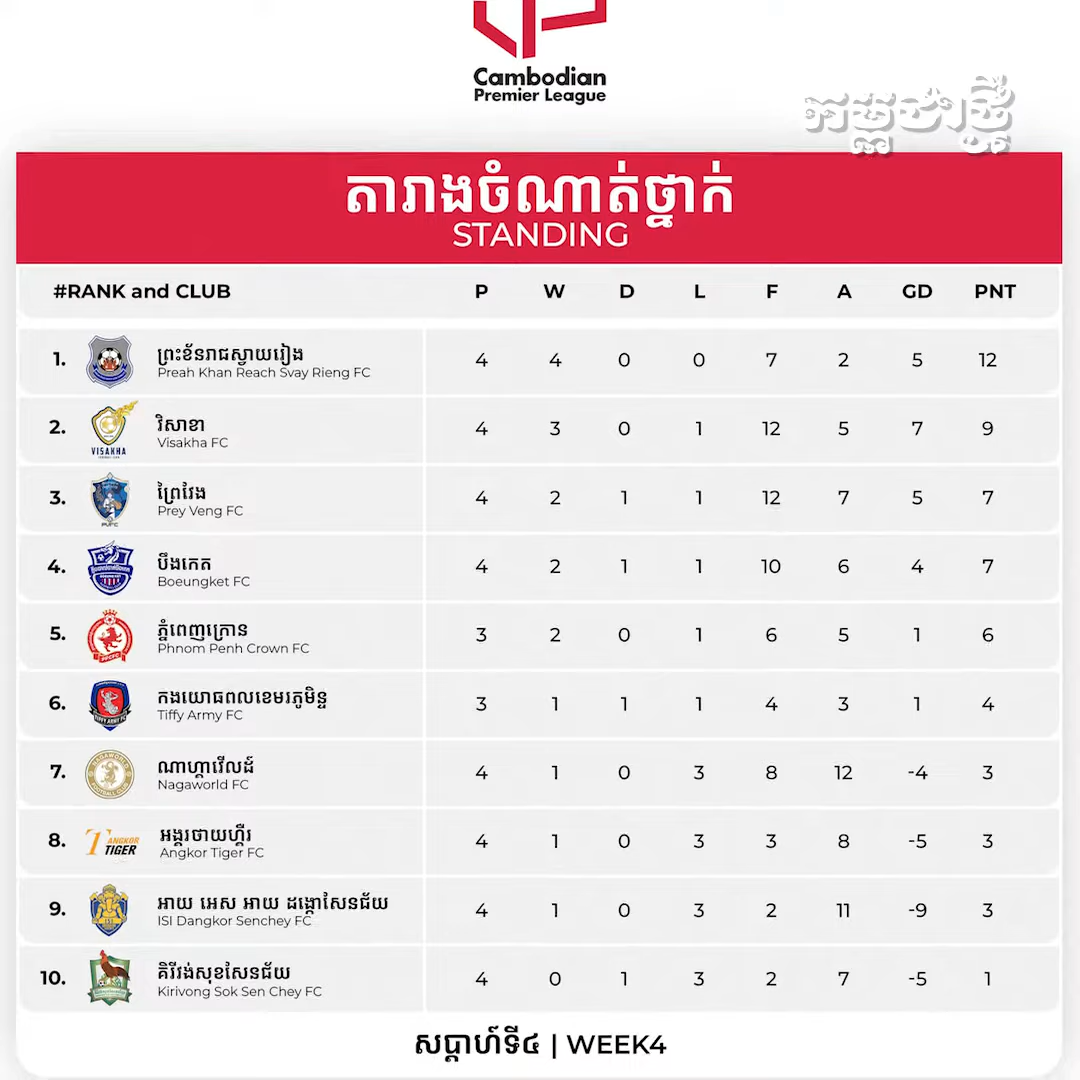 Cambodian
Premier League
កម្ពុជាថ្មី
តារាងចំណាត់ថ្នាក់
STANDING
#RANK and CLUB P W D L F A GD PNT
1. ព្រះខ័នរាជស្វាយរៀង 4 4 0 0 7 2 5 12
Preah Khan Reach Svay Rieng FC
2. វិសាខា 4 3 0 1 12 5 7 9
VISAKHA Visakha FC
3. ព្រៃវែង 4 2 1 1 12 7 5 7
PVFC Prey Veng FC
4. បឹងកេត 4 2 1 1 10 6 4 7
Boeungket FC
5. ភ្នំពេញក្រោន 3 2 0 1 6 5 1 6
PPCFC Phnom Penh Crown FC
6. កងយោធពលខេមរភូមិន្ទ 3 1 1 1 4 3 1 4
TIFFY ARMY FC Tiffy Army FC
7. ណាហ្គាវើលដ៍ 4 1 0 3 8 12 -4 3
NAGAWORLD FOOTBALL CLUB Nagaworld FC
8. ANGKOR TIGER អង្គរថាយហ្គឺរ 4 1 0 3 3 8 -5 3
Angkor Tiger FC
9. អាយ អេស អាយ ដង្កោសែនជ័យ 4 1 0 3 2 11 -9 3
ISI Dangkor Senchey FC
10. គិរីវង់សុខសែនជ័យ 4 0 1 3 2 7 -5 1
Kirivong Sok Sen Chey FC
សប្តាហ៍ទី៤ | WEEK4